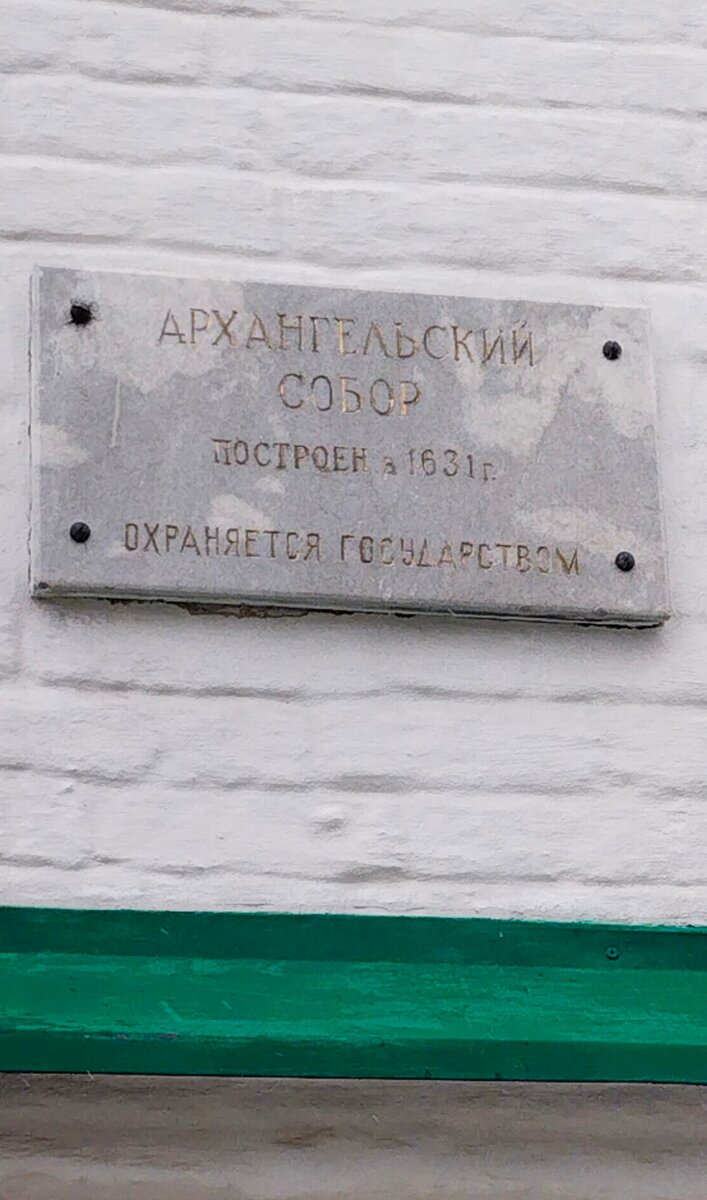 АРХАНГЕЛЬСКИЙ
СОБОР
ПОСТРОЕН в 1631 г.
ОХРАНЯЕТСЯ ГОСУДАРСТВОМ